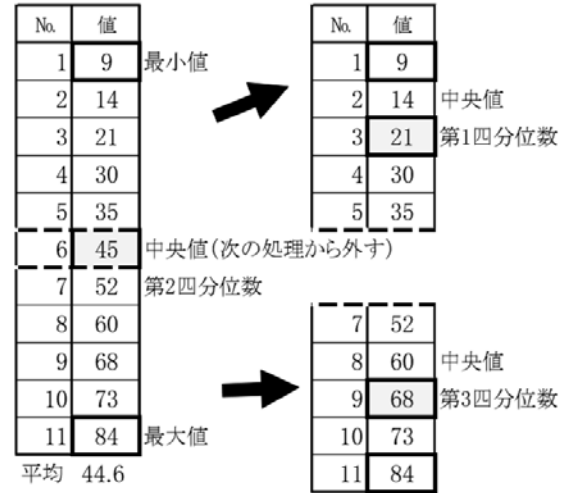 No. 値
1 9 最小値
2 14
3 21
4 30
5 35
6 45 中央値(次の処理から外す)
7 52 第2四分位数
8 60
9 68
10 73
11 84 最大値
平均 44.6
No. 値
1 9
2 14 中央値
3 21 第1四分位数
4 30
5 35
7 52
8 60 中央値
9 68 第3四分位数
10 73
11 84